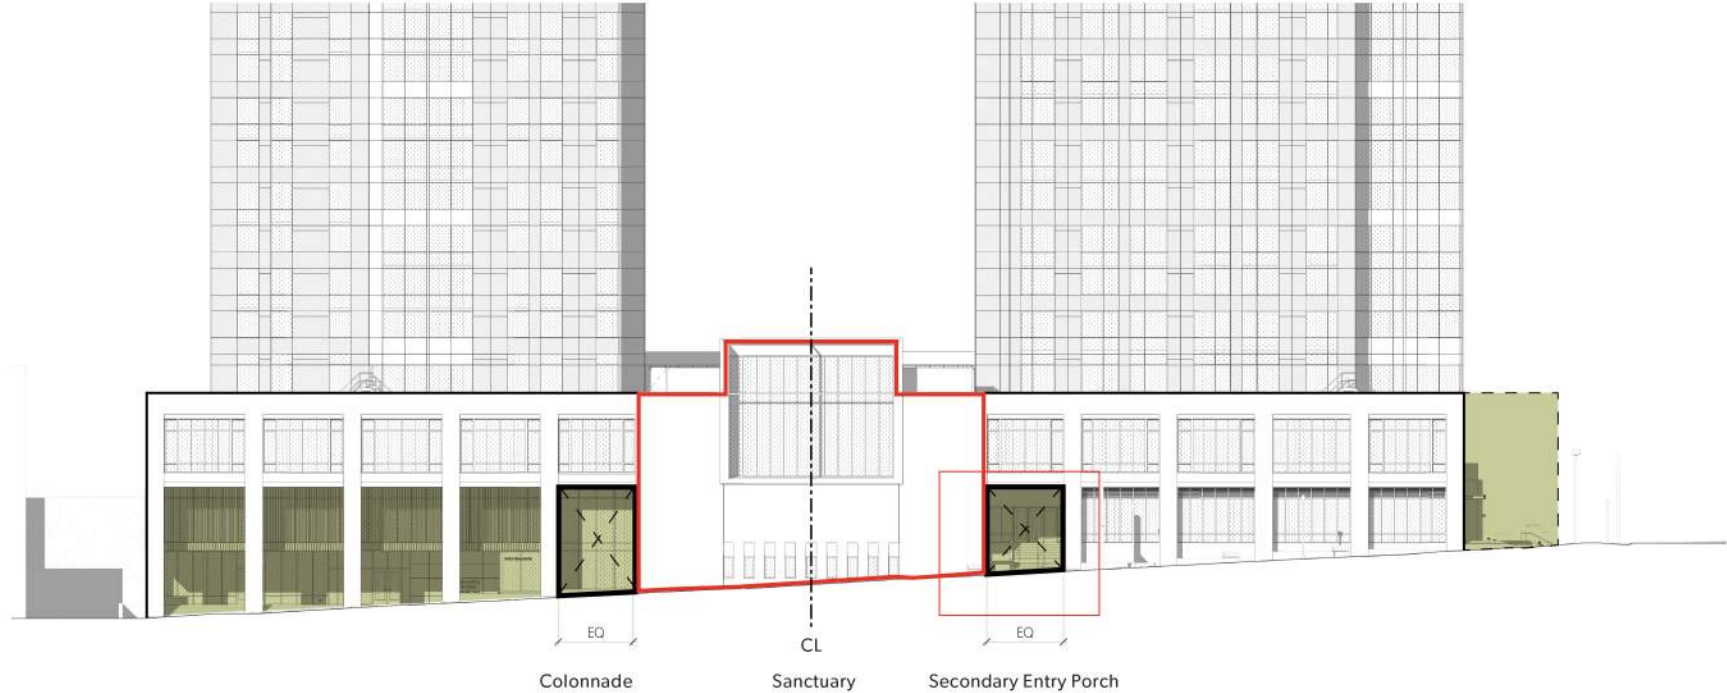 EQ
EQ
CL
Colonnade
Sanctuary
Secondary Entry Porch